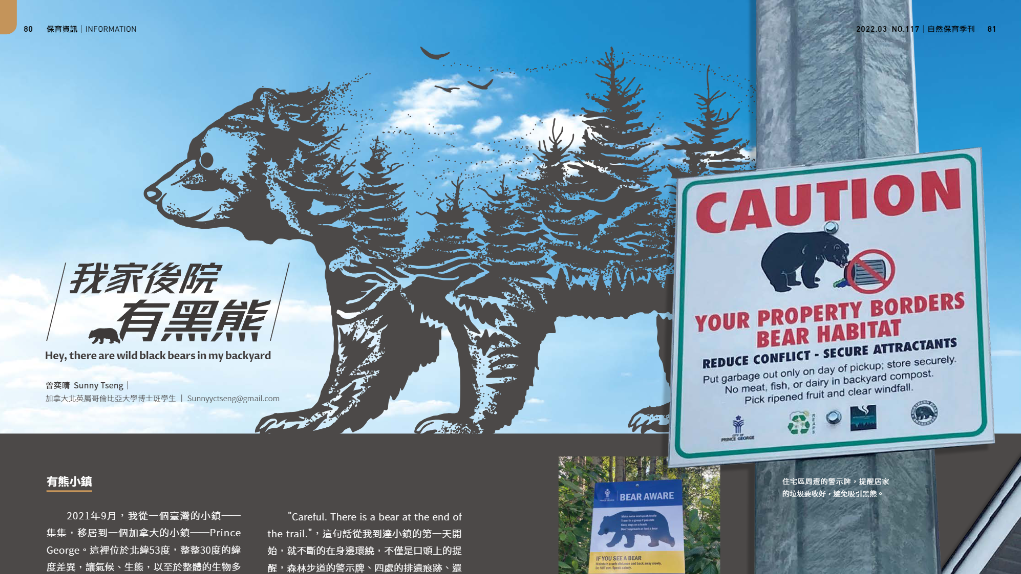 80 保育資訊｜INFORMATION
2022.03 NO.117｜自然保育季刊 81
我家後院
有黑熊
Hey, there are wild black bears in my backyard
曾奕晴 Sunny Tseng｜
加拿大北英屬哥倫比亞大學博士班學生 ｜ Sunnyyctseng@gmail.com
CAUTION
YOUR PROPERTY BORDERS
BEAR HABITAT
REDUCE CONFLICT - SECURE ATTRACTANTS
Put garbage out only on day of pickup; store securely.
No meat, fish, or dairy in backyard compost.
Pick ripened fruit and clear windfall.
PRINCE GEORGE
有熊小鎮
2021年9月，我從一個臺灣的小鎮——
集集，移居到一個加拿大的小鎮——Prince
George。這裡位於北緯53度，整整30度的緯
度差異，讓氣候、生態，以至於整體的生物多
"Careful. There is a bear at the end of
the trail."，這句話從我到達小鎮的第一天開
始，就不斷的在身邊環繞，不僅是口頭上的提
醒，森林步道的警示牌、四處的排遺痕跡、還
BEAR AWARE
IF YOU SEE A BEAR
住宅區周邊的警示牌，提醒居家
的垃圾要收好，避免吸引黑熊。